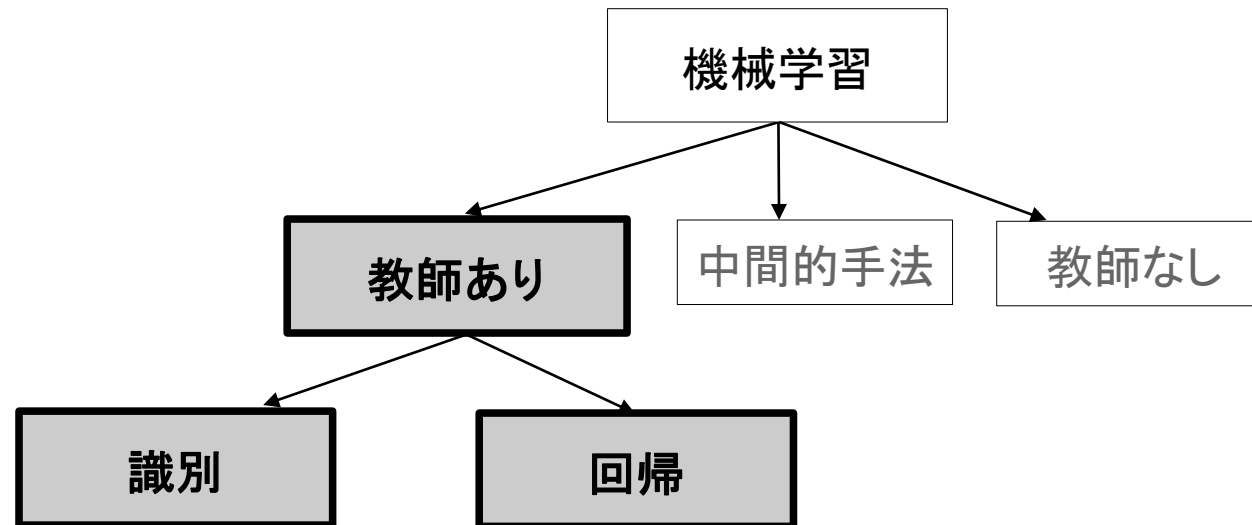 機械学習
教師あり
中間的手法
教師なし
識別
回帰